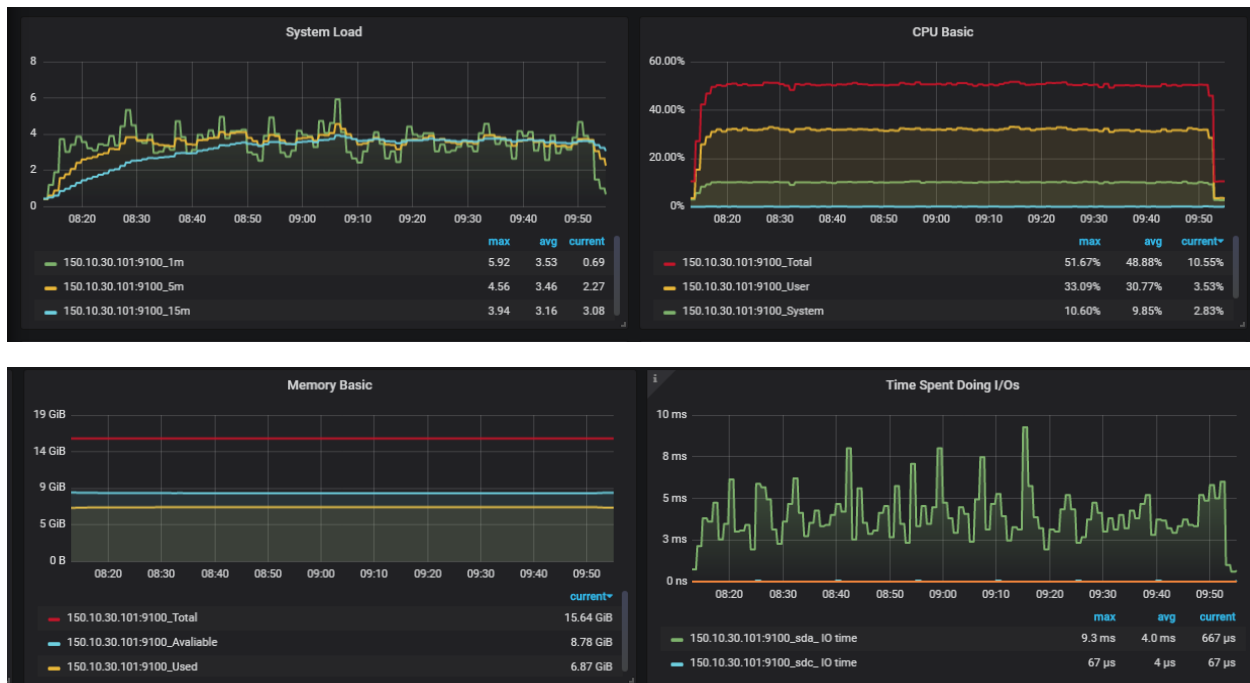 System Load
8
6
4
2
0
08:20 08:30 08:40 08:50 09:00 09:10 09:20 09:30 09:40 09:50
max avg current
150.10.30.101:9100_1m 5.92 3.53 0.69
150.10.30.101:9100_5m 4.56 3.46 2.27
150.10.30.101:9100_15m 3.94 3.16 3.08
CPU Basic
60.00%
40.00%
20.00%
0%
08:20 08:30 08:40 08:50 09:00 09:10 09:20 09:30 09:40 09:50
max avg current
150.10.30.101:9100_Total 51.67% 48.88% 10.55%
150.10.30.101:9100_User 33.09% 30.77% 3.53%
150.10.30.101:9100_System 10.60% 9.85% 2.83%
Memory Basic
19 GiB
14 GiB
9 GiB
5 GiB
0 B
08:20 08:30 08:40 08:50 09:00 09:10 09:20 09:30 09:40 09:50
current
150.10.30.101:9100_Total 15.64 GiB
150.10.30.101:9100_Avaliable 8.78 GiB
150.10.30.101:9100_Used 6.87 GiB
i
Time Spent Doing I/Os
10 ms
8 ms
5 ms
3 ms
0 ns
08:20 08:30 08:40 08:50 09:00 09:10 09:20 09:30 09:40 09:50
max avg current
150.10.30.101:9100_sda_ IO time 9.3 ms 4.0 ms 667 µs
150.10.30.101:9100_sdc_ IO time 67 µs 4 µs 67 µs